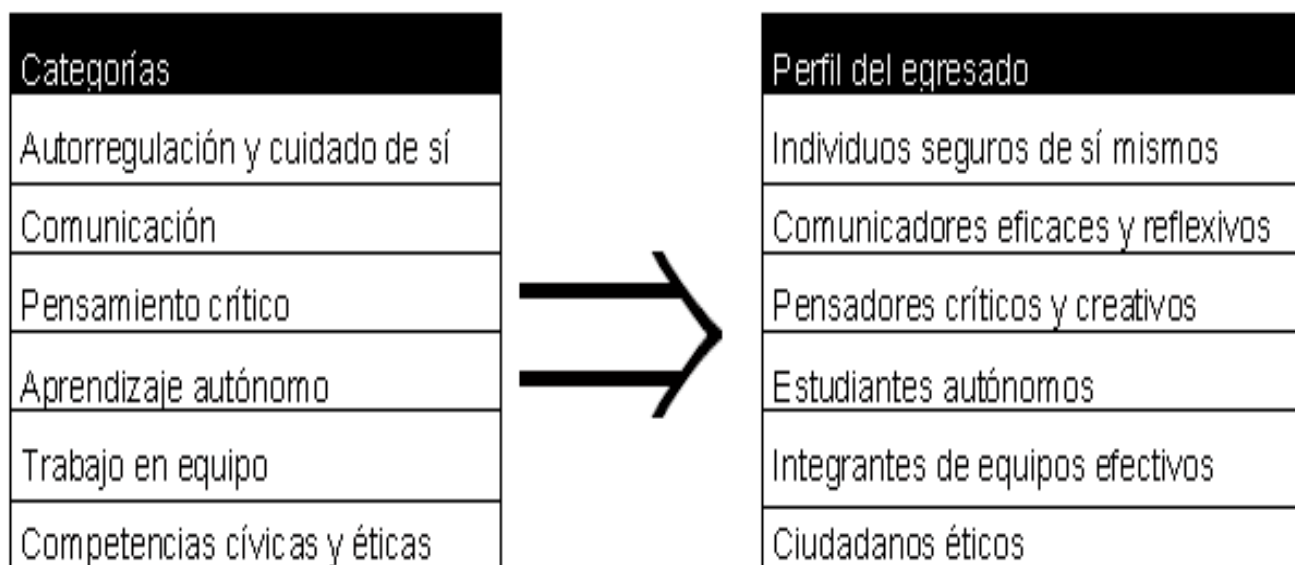 Categorías
Autorregulación y cuidado de sí
Comunicación
Pensamiento crítico
Aprendizaje autónomo
Trabajo en equipo
Competencias cívicas y éticas
Perfil del egresado
Individuos seguros de sí mismos
Comunicadores eficaces y reflexivos
Pensadores críticos y creativos
Estudiantes autónomos
Integrantes de equipos efectivos
Ciudadanos éticos